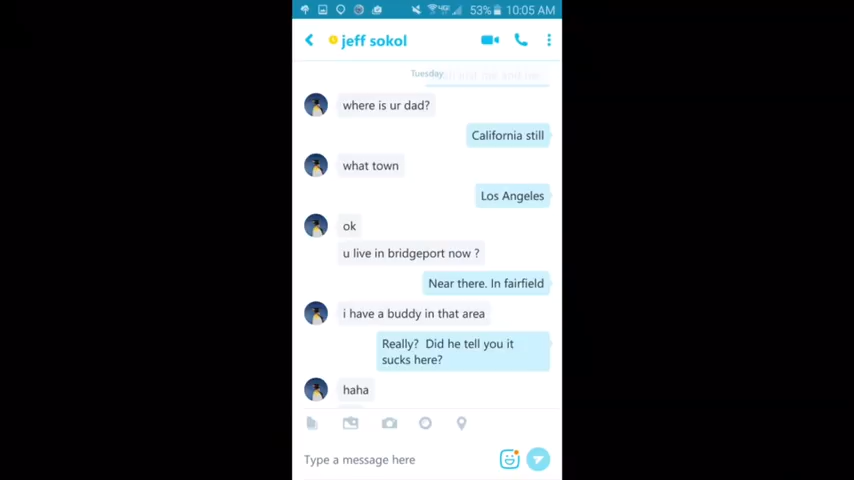 53% 10:05 AM
jeff sokol
Tuesday
where is ur dad?
California still
what town
Los Angeles
ok
u live in bridgeport now ?
Near there. In fairfield
i have a buddy in that area
Really? Did he tell you it
sucks here?
haha
Type a message here